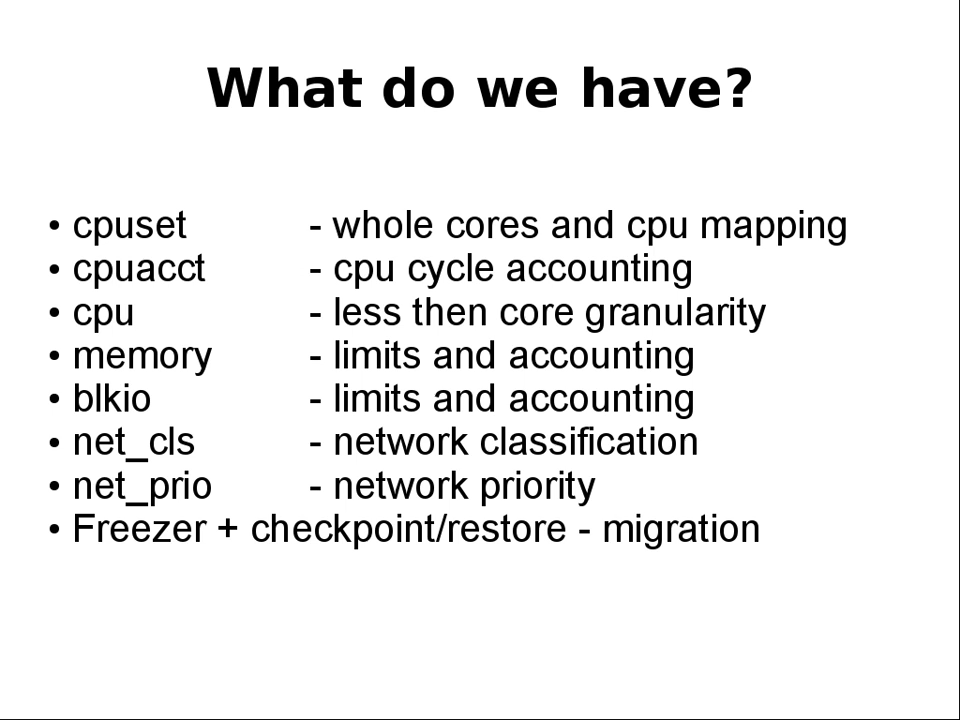 What do we have?
• cpuset - whole cores and cpu mapping
• cpuacct - cpu cycle accounting
• cpu - less then core granularity
• memory - limits and accounting
• blkio - limits and accounting
• net_cls - network classification
• net_prio - network priority
• Freezer + checkpoint/restore - migration